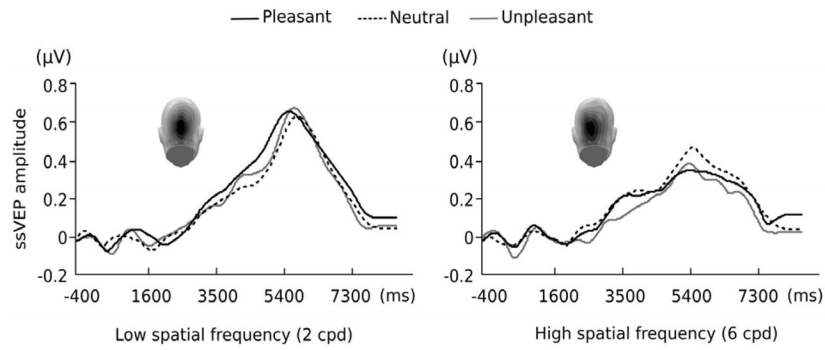 Pleasant Neutral Unpleasant
(µV)
0.8
0.6
0.4
0.2
0
-0.2
ssVEP amplitude
-400 1600 3500 5400 7300 (ms)
Low spatial frequency (2 cpd)
(µV)
0.8
0.6
0.4
0.2
0
-0.2
-400 1600 3500 5400 7300 (ms)
High spatial frequency (6 cpd)